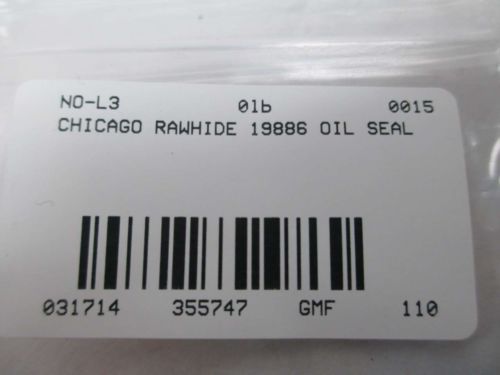 NO-L3 01b 0015
CHICAGO RAWHIDE 19886 OIL SEAL
031714 355747 GMF 110